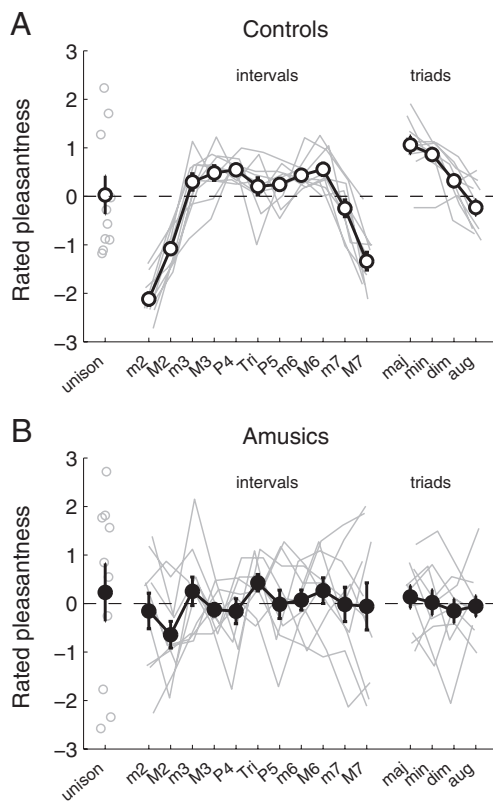 A
Controls
3
2
1
0
−1
−2
−3
Rated pleasantness
intervals
triads
unison
m2
M2
m3
M3
P4
Tri
P5
m6
M6
m7
M7
maj
min
dim
aug
B
Amusics
3
2
1
0
−1
−2
−3
Rated pleasantness
intervals
triads
unison
m2
M2
m3
M3
P4
Tri
P5
m6
M6
m7
M7
maj
min
dim
aug